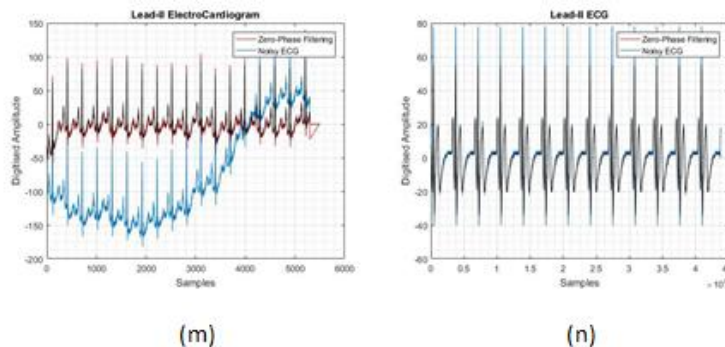 Lead-II ElectroCardiogram
Zero-Phase Filtering
Noisy ECG
Digitised Amplitude
150
100
50
0
-50
-100
-150
-200
0
1000
2000
3000
4000
5000
6000
Samples
(m)
Lead-II ECG
Zero-Phase Filtering
Noisy ECG
Digitised Amplitude
80
60
40
20
0
-20
-40
-60
0
0.5
1
1.5
2
2.5
3
3.5
4
Samples
(n)